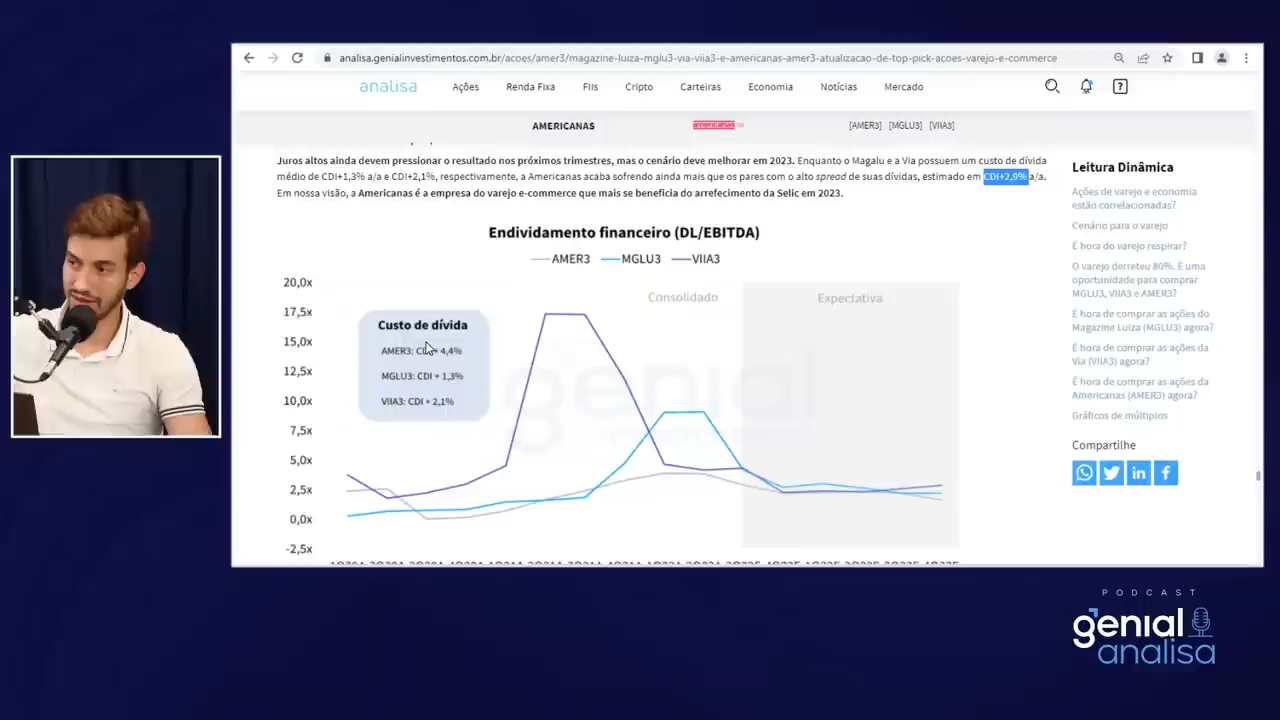 analisa.genialinvestimentos.com.br/acoes/amer3/magazine-luiza-mglu3-via-viia3-e-americanas-amer3-atualizacao-de-top-pick-acoes-varejo-e-commerce
analisa
Ações
Renda Fixa
FIIs
Cripto
Carteiras
Economia
Notícias
Mercado
AMERICANAS
americanas
[AMER3] [MGLU3] [VIIA3]
Juros altos ainda devem pressionar o resultado nos próximos trimestres, mas o cenário deve melhorar em 2023. Enquanto o Magalu e a Via possuem um custo de dívida
médio de CDI+1,3% a/a e CDI+2,1%, respectivamente, a Americanas acaba sofrendo ainda mais que os pares com o alto spread de suas dívidas, estimado em CDI+2,9% a/a.
Em nossa visão, a Americanas é a empresa do varejo e-commerce que mais se beneficia do arrefecimento da Selic em 2023.
Endividamento financeiro (DL/EBITDA)
AMER3 MGLU3 VIIA3
20,0x
17,5x
15,0x
12,5x
10,0x
7,5x
5,0x
2,5x
0,0x
-2,5x
Consolidado
Expectativa
Custo de dívida
AMER3: CDI + 4,4%
MGLU3: CDI + 1,3%
VIIA3: CDI + 2,1%
genial
Leitura Dinâmica
Ações de varejo e economia
estão correlacionadas?
Cenário para o varejo
É hora do varejo respirar?
O varejo derreteu 80%. É uma
oportunidade para comprar
MGLU3, VIIA3 e AMER3?
É hora de comprar as ações do
Magazine Luiza (MGLU3) agora?
É hora de comprar as ações da
Via (VIIA3) agora?
É hora de comprar as ações da
Americanas (AMER3) agora?
Gráficos de múltiplos
Compartilhe
PODCAST
genial
analisa